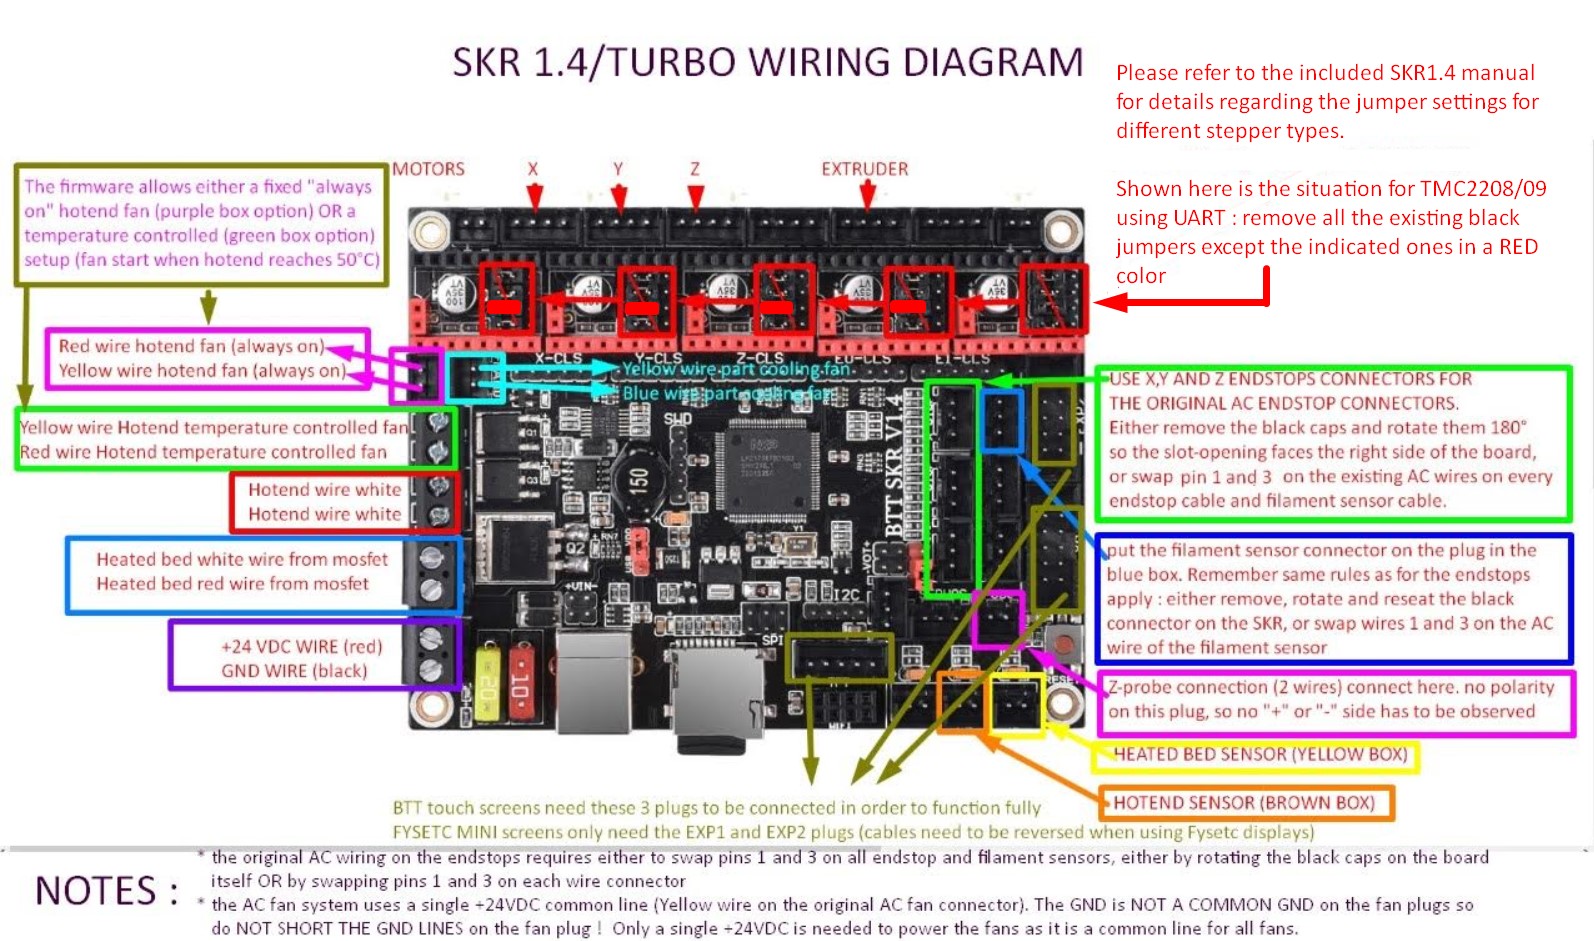 SKR 1.4/TURBO WIRING DIAGRAM
Please refer to the included SKR1.4 manual
for details regarding the jumper settings for
different stepper types.
Shown here is the situation for TMC2208/09
using UART : remove all the existing black
jumpers except the indicated ones in a RED
color
MOTORS
X
Y
Z
EXTRUDER
The firmware allows either a fixed "always
on" hotend fan (purple box option) OR a
temperature controlled (green box option)
setup (fan start when hotend reaches 50°C)
Red wire hotend fan (always on)
Yellow wire hotend fan (always on)
Yellow wire Hotend temperature controlled fan
Red wire Hotend temperature controlled fan
Hotend wire white
Hotend wire white
Heated bed white wire from mosfet
Heated bed red wire from mosfet
+24 VDC WIRE (red)
GND WIRE (black)
X-CLS
Y-CLS
Z-CLS
E0-CLS
E1-CLS
Yellow wire part cooling fan
Blue wire part cooling fan
SWD
150
BTT SKR V1.4
Q1
Q3
Q2
RN7
Y1
+VIN-
I2C
SPI
20
10
USE X,Y AND Z ENDSTOPS CONNECTORS FOR
THE ORIGINAL AC ENDSTOP CONNECTORS.
Either remove the black caps and rotate them 180°
so the slot-opening faces the right side of the board,
or swap pin 1 and 3 on the existing AC wires on every
endstop cable and filament sensor cable.
put the filament sensor connector on the plug in the
blue box. Remember same rules as for the endstops
apply : either remove, rotate and reseat the black
connector on the SKR, or swap wires 1 and 3 on the AC
wire of the filament sensor
Z-probe connection (2 wires) connect here. no polarity
on this plug, so no "+" or "-" side has to be observed
HEATED BED SENSOR (YELLOW BOX)
HOTEND SENSOR (BROWN BOX)
BTT touch screens need these 3 plugs to be connected in order to function fully
FYSETC MINI screens only need the EXP1 and EXP2 plugs (cables need to be reversed when using Fysetc displays)
NOTES :
* the original AC wiring on the endstops requires either to swap pins 1 and 3 on all endstop and filament sensors, either by rotating the black caps on the board
itself OR by swapping pins 1 and 3 on each wire connector
* the AC fan system uses a single +24VDC common line (Yellow wire on the original AC fan connector). The GND is NOT A COMMON GND on the fan plugs so
do NOT SHORT THE GND LINES on the fan plug ! Only a single +24VDC is needed to power the fans as it is a common line for all fans.